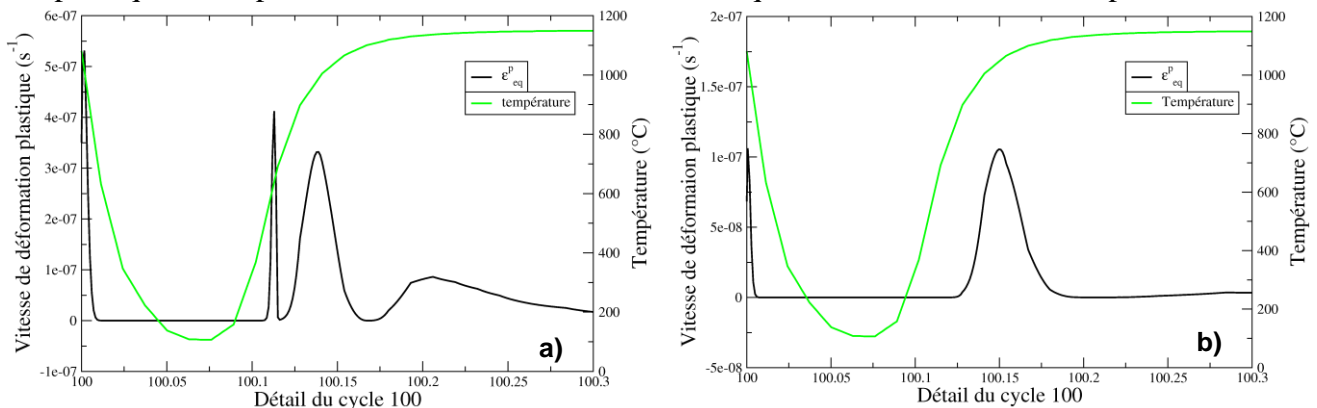 6e-07
5e-07
4e-07
3e-07
2e-07
1e-07
0
-1e-07
Vitesse de déformation plastique (s-1)
1200
1000
800
600
400
200
0
Température (°C)
εpeq
température
a)
100
100.05
100.1
100.15
100.2
100.25
100.3
Détail du cycle 100
2e-07
1.5e-07
1e-07
5e-08
0
-5e-08
Vitesse de déformaion plastique (s-1)
1200
1000
800
600
400
200
0
Température (°C)
εpeq
Température
b)
100
100.05
100.1
100.15
100.2
100.25
100.3
Détail du cycle 100